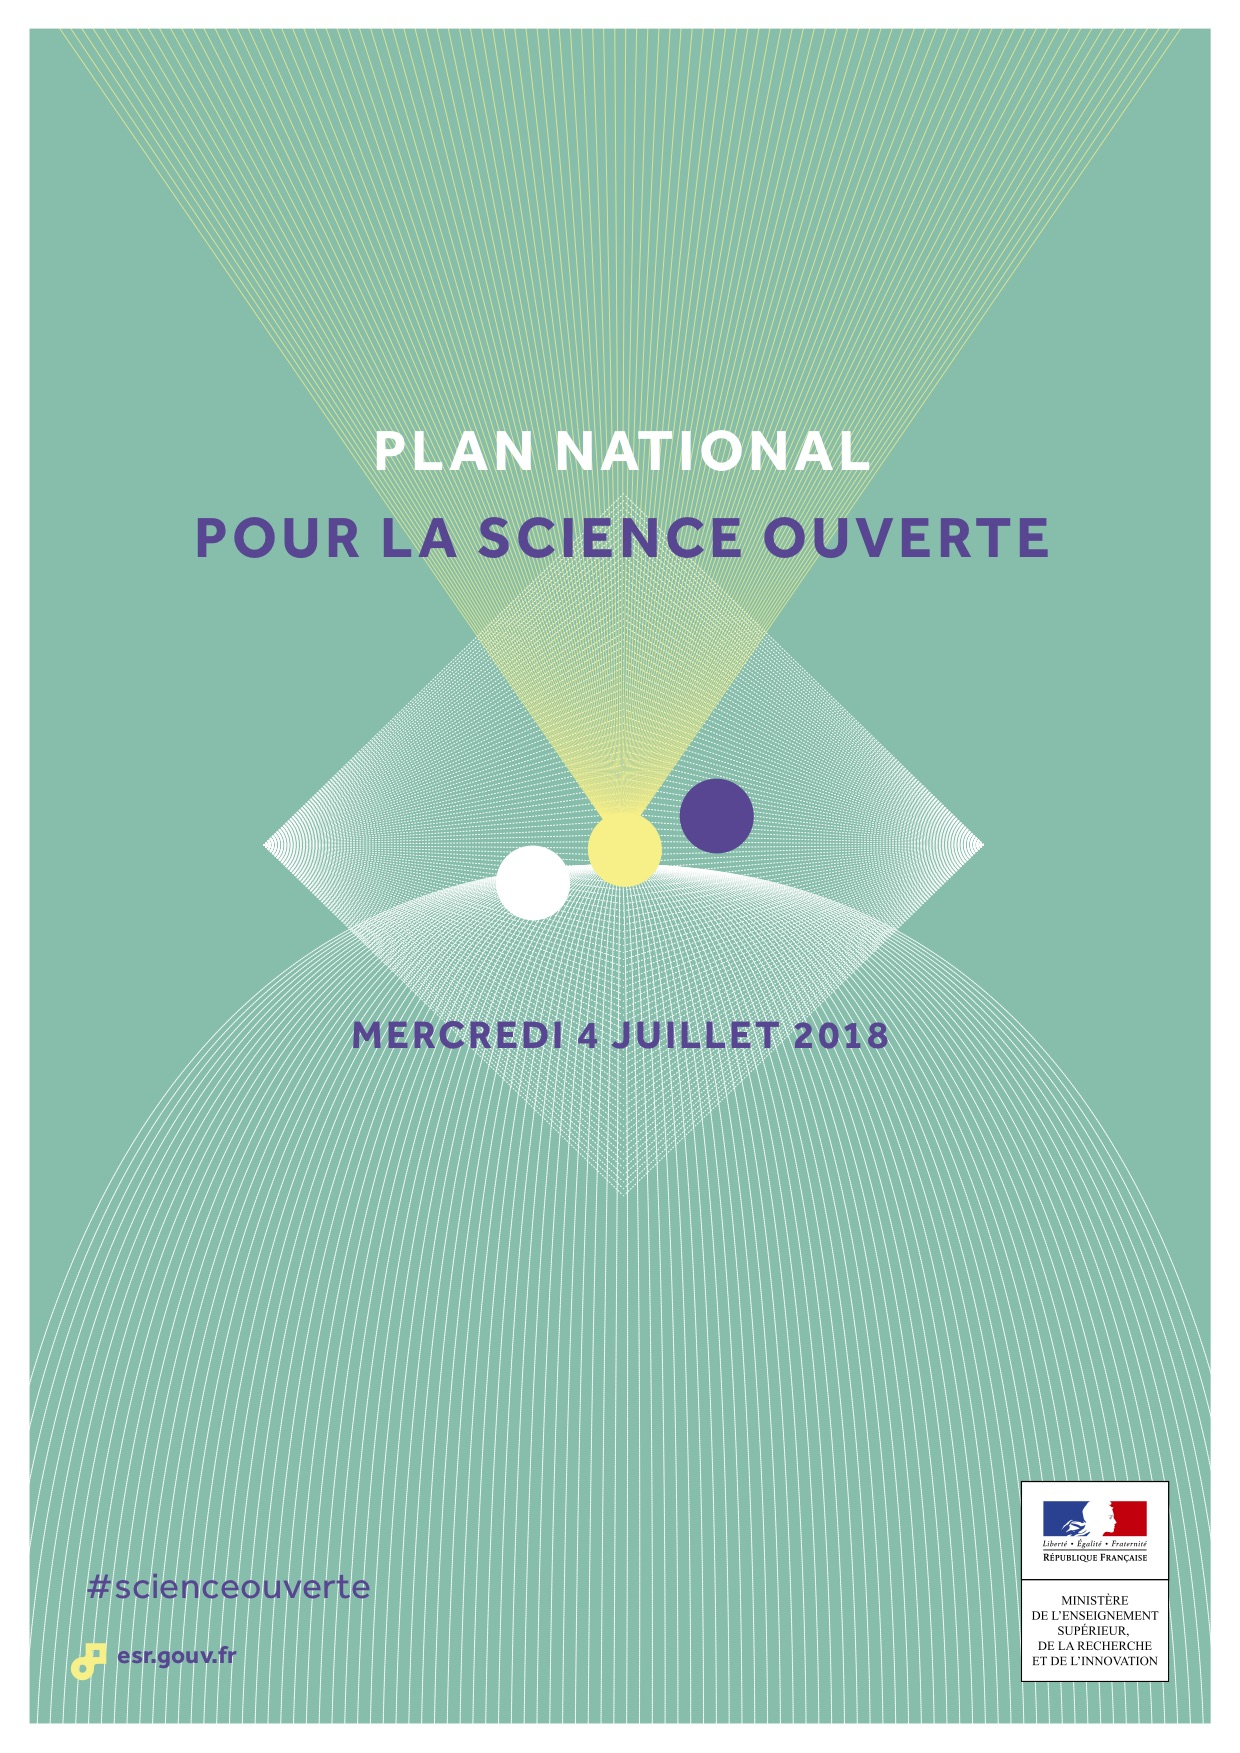 PLAN NATIONAL
POUR LA SCIENCE OUVERTE
MERCREDI 4 JUILLET 2018
#scienceouverte
esr.gouv.fr
Liberté • Égalité • Fraternité
RÉPUBLIQUE FRANÇAISE
MINISTÈRE
DE L'ENSEIGNEMENT
SUPÉRIEUR,
DE LA RECHERCHE
ET DE L'INNOVATION